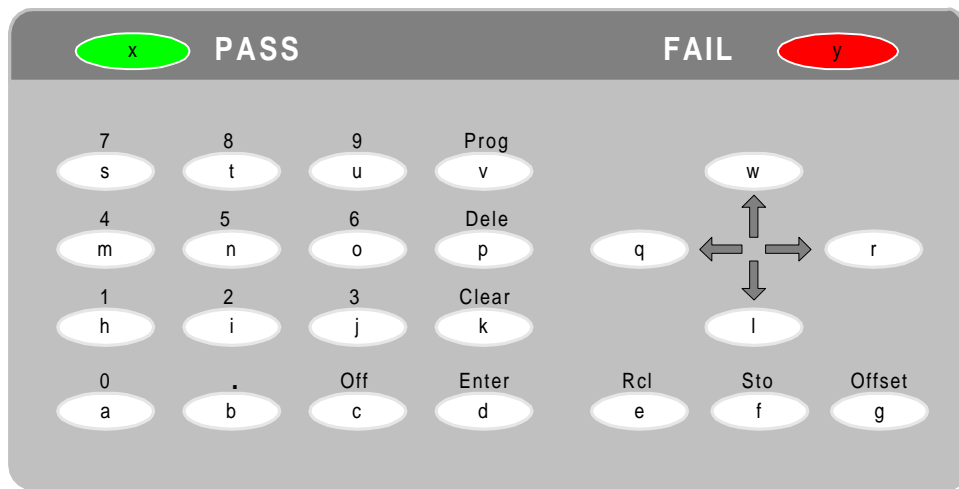 x PASS FAIL y
7 8 9 Prog
s t u v w
4 5 6 Dele
m n o p q r
1 2 3 Clear
h i j k l
0 . Off Enter Rcl Sto Offset
a b c d e f g